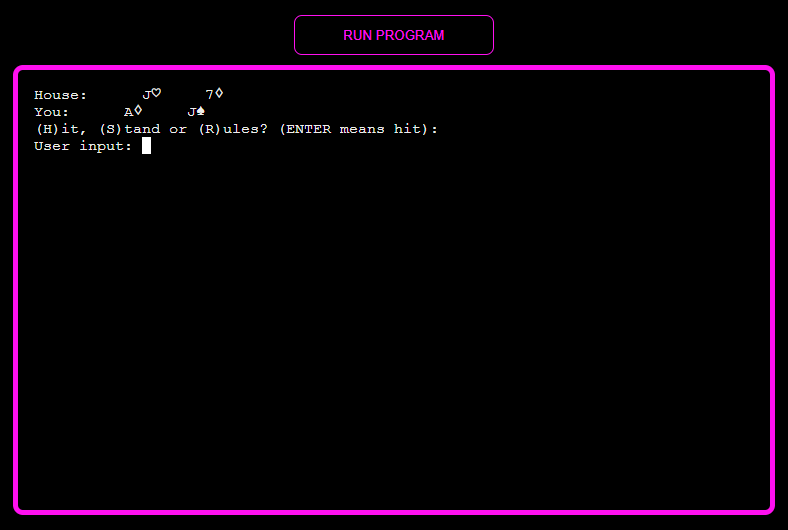 RUN PROGRAM
House:      J♡     7♢
You:      A♢     J♠
(H)it, (S)tand or (R)ules? (ENTER means hit):
User input: